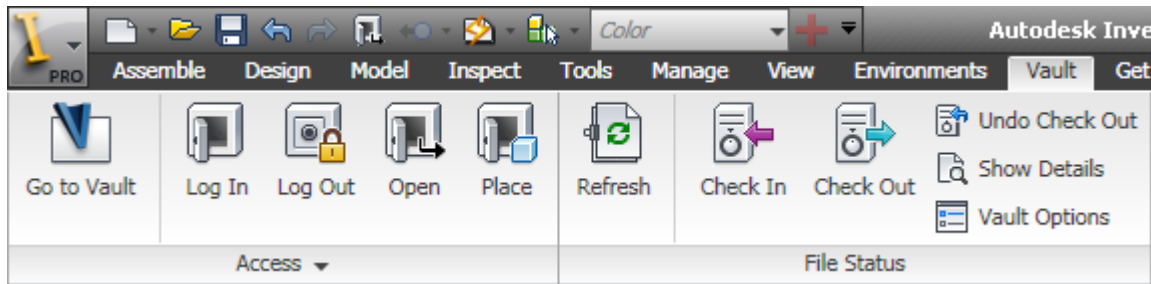 Color
Autodesk Inve
PRO
Assemble Design Model Inspect Tools Manage View Environments Vault Get
Go to Vault Log In Log Out Open Place Refresh Check In Check Out
Undo Check Out
Show Details
Vault Options
Access File Status